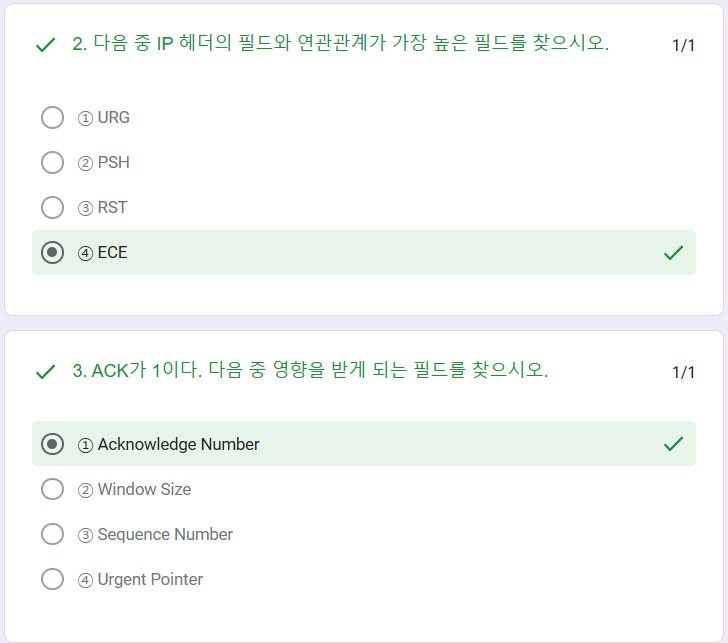 2. 다음 중 IP 헤더의 필드와 연관관계가 가장 높은 필드를 찾으시오. 1/1
① URG
② PSH
③ RST
④ ECE
3. ACK가 1이다. 다음 중 영향을 받게 되는 필드를 찾으시오. 1/1
① Acknowledge Number
② Window Size
③ Sequence Number
④ Urgent Pointer